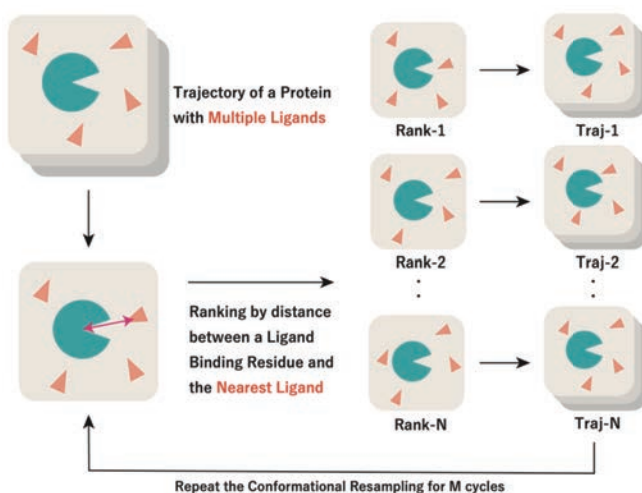 Trajectory of a Protein
with Multiple Ligands
Rank-1
Traj-1
Rank-2
Traj-2
Ranking by distance
between a Ligand
Binding Residue and
the Nearest Ligand
Rank-N
Traj-N
Repeat the Conformational Resampling for M cycles